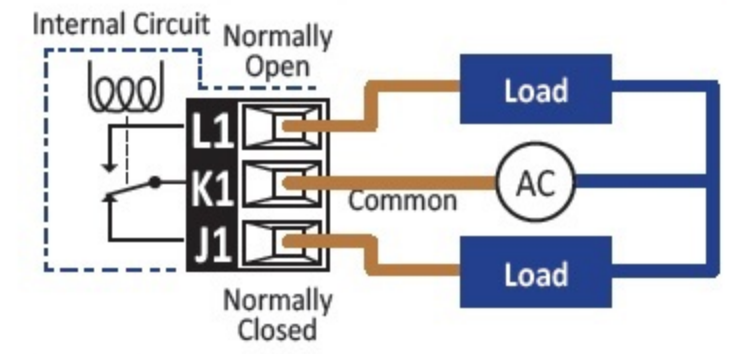 Internal Circuit
Normally
Open
L1
Load
K1
Common
AC
J1
Load
Normally
Closed